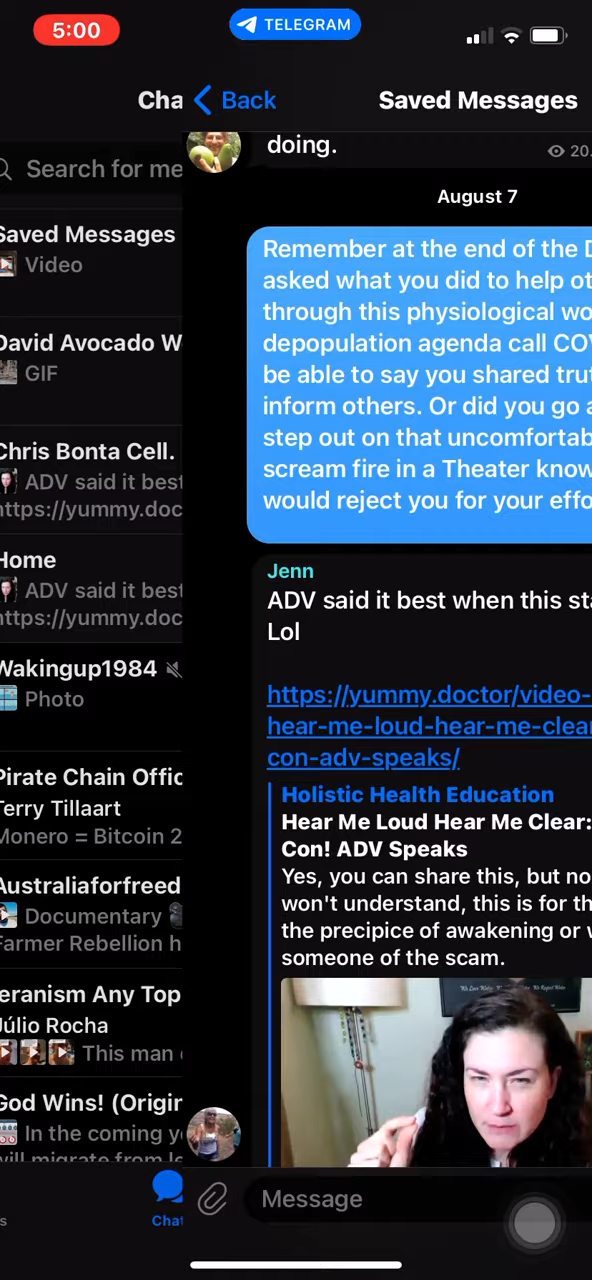 5:00
TELEGRAM
Cha
Back
Saved Messages
Search for me
Saved Messages
Video
David Avocado W
GIF
Chris Bonta Cell.
ADV said it best
https://yummy.doc
Home
ADV said it best
https://yummy.doc
Wakingup1984
Photo
Pirate Chain Offic
Terry Tillaart
Monero = Bitcoin 2
Australiaforfreed
Documentary
Farmer Rebellion h
eranism Any Top
Júlio Rocha
This man
God Wins! (Origin
In the coming y
will migrate from le
s
Chat
doing.
20.
August 7
Remember at the end of the D
asked what you did to help ot
through this physiological wo
depopulation agenda call COV
be able to say you shared trut
inform others. Or did you go a
step out on that uncomfortab
scream fire in a Theater know
would reject you for your effo
Jenn
ADV said it best when this sta
Lol
https://yummy.doctor/video-
hear-me-loud-hear-me-clear
con-adv-speaks/
Holistic Health Education
Hear Me Loud Hear Me Clear:
Con! ADV Speaks
Yes, you can share this, but no
won't understand, this is for th
the precipice of awakening or w
someone of the scam.
Message